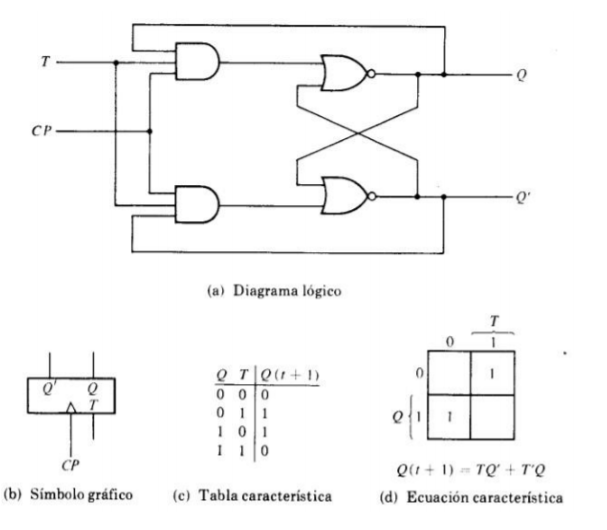 T
CP
Q
Q'
(a) Diagrama lógico
Q' Q
T
CP
(b) Símbolo gráfico
Q T Q(t + 1)
0 0 0
0 1 1
1 0 1
1 1 0
(c) Tabla característica
T
0 1
0 1
Q 1 1
Q(t + 1) = TQ' + T'Q
(d) Ecuación característica